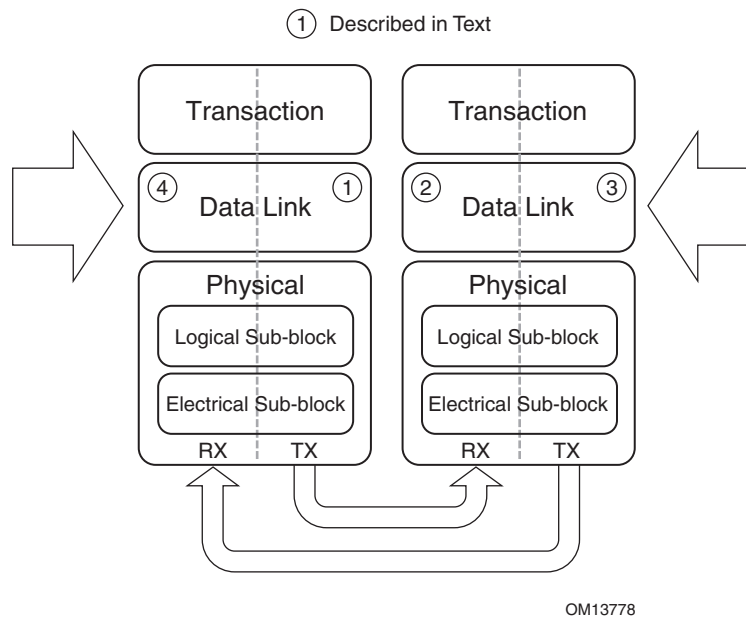 ① Described in Text
Transaction Transaction
④ Data Link ① ② Data Link ③
Physical Physical
Logical Sub-block Logical Sub-block
Electrical Sub-block Electrical Sub-block
RX TX RX TX
OM13778